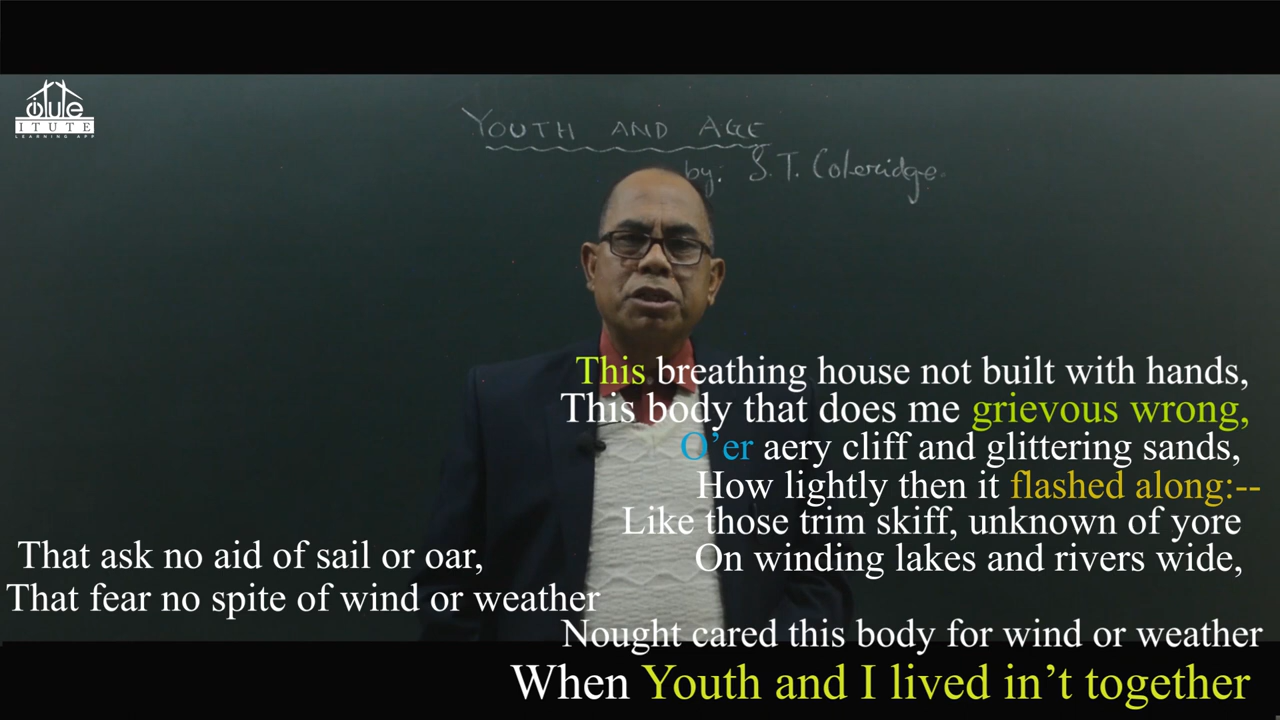 itute
ITUTE
LEARNING APP
YOUTH AND AGE
by: S. T. Coleridge.
This breathing house not built with hands,
This body that does me grievous wrong,
O’er aery cliff and glittering sands,
How lightly then it flashed along:--
Like those trim skiff, unknown of yore
On winding lakes and rivers wide,
That ask no aid of sail or oar,
That fear no spite of wind or weather
Nought cared this body for wind or weather
When Youth and I lived in’t together